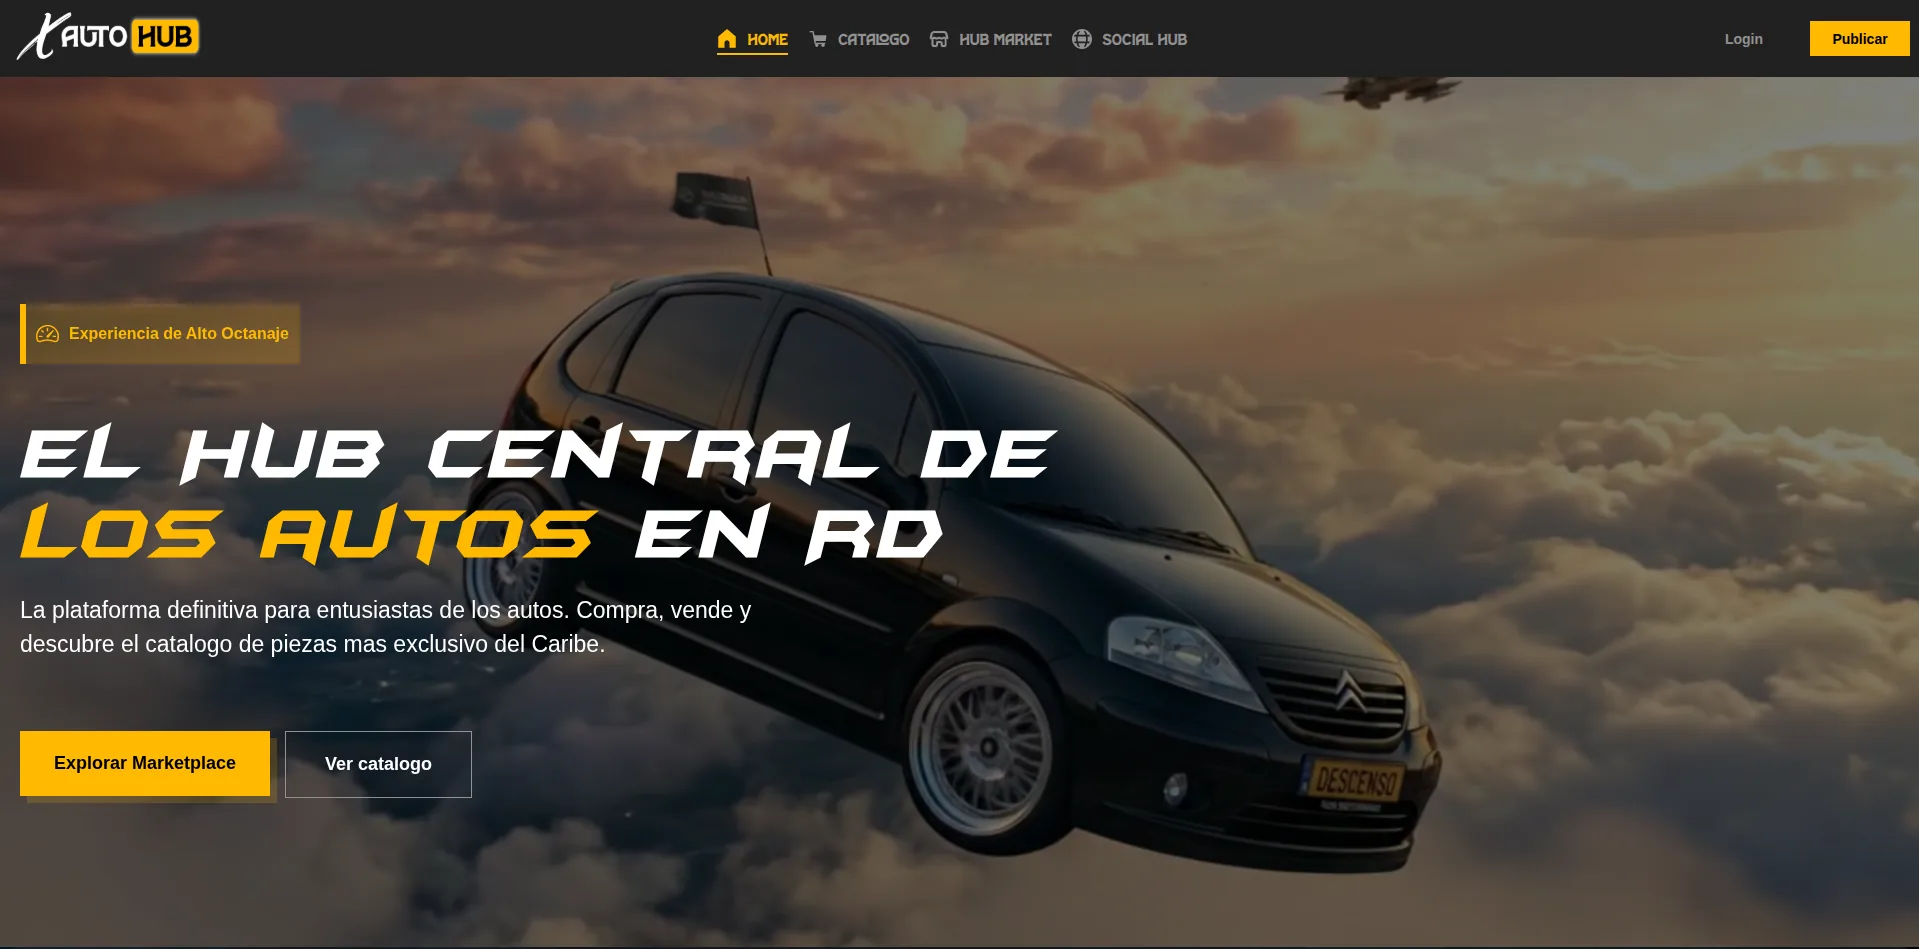 X AUTO HUB
HOME
CATALOGO
HUB MARKET
SOCIAL HUB
Login
Publicar
Experiencia de Alto Octanaje
EL HUB CENTRAL DE
LOS AUTOS EN RD
La plataforma definitiva para entusiastas de los autos. Compra, vende y
descubre el catalogo de piezas mas exclusivo del Caribe.
Explorar Marketplace
Ver catalogo
DESCENSO